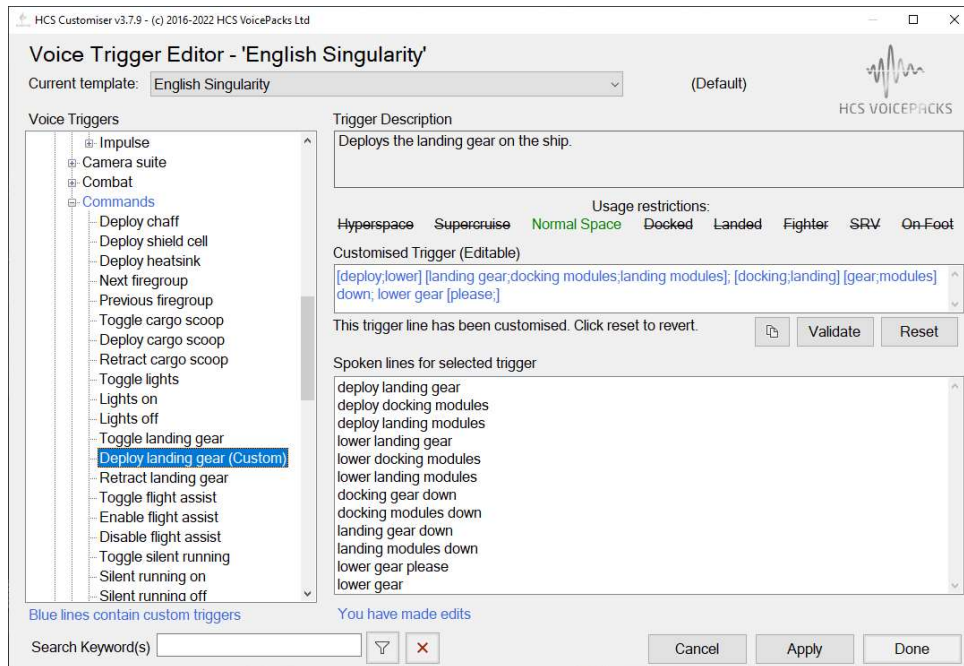 HCS Customiser v3.7.9 - (c) 2016-2022 HCS VoicePacks Ltd
Voice Trigger Editor - 'English Singularity'
Current template: English Singularity (Default)
HCS VOICEPACKS
Voice Triggers
Impulse
Camera suite
Combat
Commands
Deploy chaff
Deploy shield cell
Deploy heatsink
Next firegroup
Previous firegroup
Toggle cargo scoop
Deploy cargo scoop
Retract cargo scoop
Toggle lights
Lights on
Lights off
Toggle landing gear
Deploy landing gear (Custom)
Retract landing gear
Toggle flight assist
Enable flight assist
Disable flight assist
Toggle silent running
Silent running on
Silent running off
Blue lines contain custom triggers
Search Keyword(s)
Trigger Description
Deploys the landing gear on the ship.
Usage restrictions:
Hyperspace Supercruise Normal Space Docked Landed Fighter SRV On Foot
Customised Trigger (Editable)
[deploy;lower] [landing gear;docking modules;landing modules]; [docking;landing] [gear;modules]
down; lower gear [please;]
This trigger line has been customised. Click reset to revert.
Validate Reset
Spoken lines for selected trigger
deploy landing gear
deploy docking modules
deploy landing modules
lower landing gear
lower docking modules
lower landing modules
docking gear down
docking modules down
landing gear down
landing modules down
lower gear please
lower gear
You have made edits
Cancel Apply Done